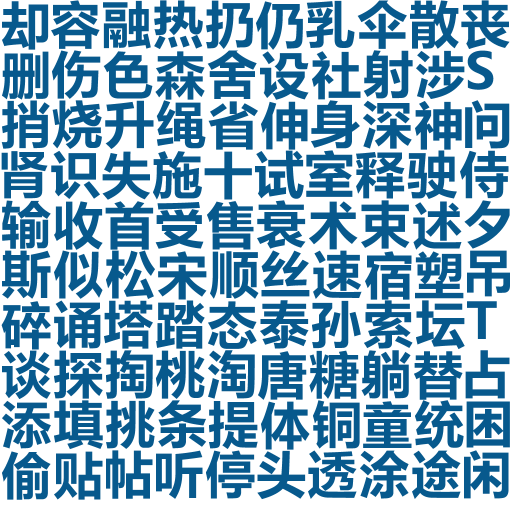 却容融热扔仍乳伞散丧
删伤色森舍设社射涉S
捎烧升绳省伸身深神问
肾识失施十试室释驶侍
输收首受售衰术束述夕
斯似松宋顺丝速宿塑吊
碎诵塔踏态泰孙索坛T
谈探掏桃淘唐糖躺替占
添填挑条提体铜童统困
偷贴帖听停头透涂途闲